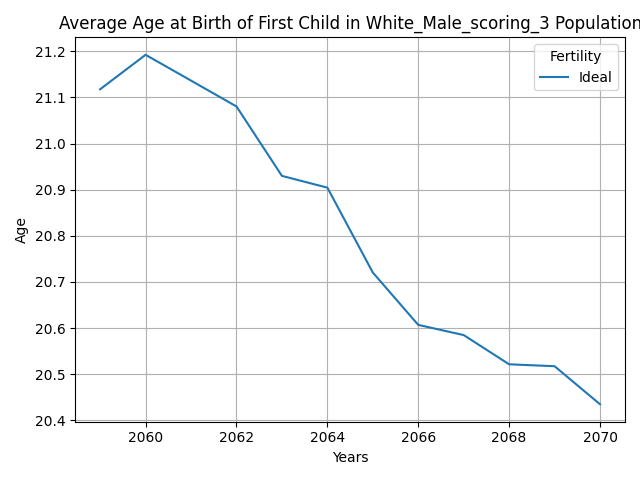 Average Age at Birth of First Child in White_Male_scoring_3 Population
Fertility
Ideal
Age
21.2
21.1
21.0
20.9
20.8
20.7
20.6
20.5
20.4
2060 2062 2064 2066 2068 2070
Years